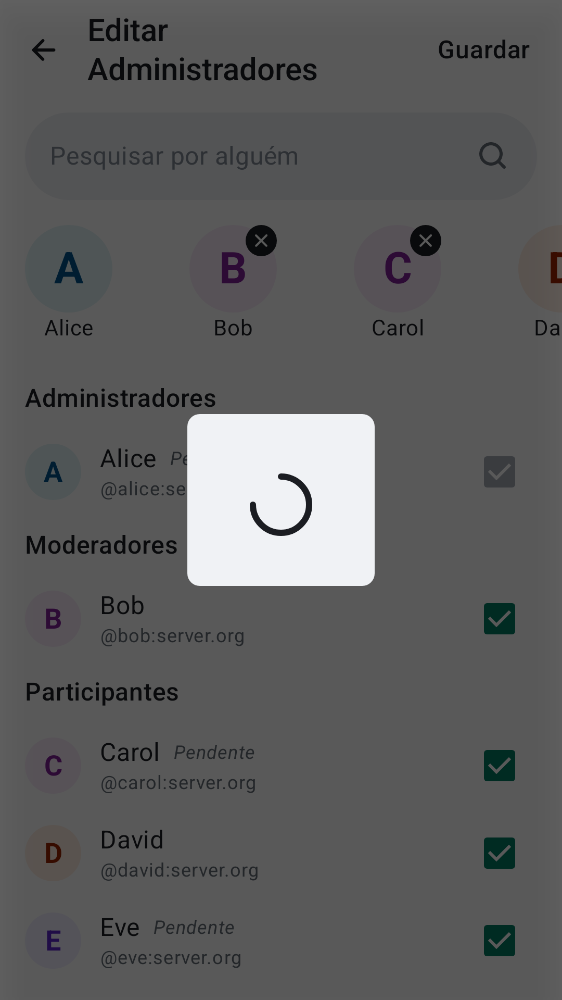 Editar
Administradores
Guardar
Pesquisar por alguém
A
B
C
Alice
Bob
Carol
Da
Administradores
A
Alice
@alice:se
Moderadores
B
Bob
@bob:server.org
Participantes
C
Carol Pendente
@carol:server.org
D
David
@david:server.org
E
Eve Pendente
@eve:server.org